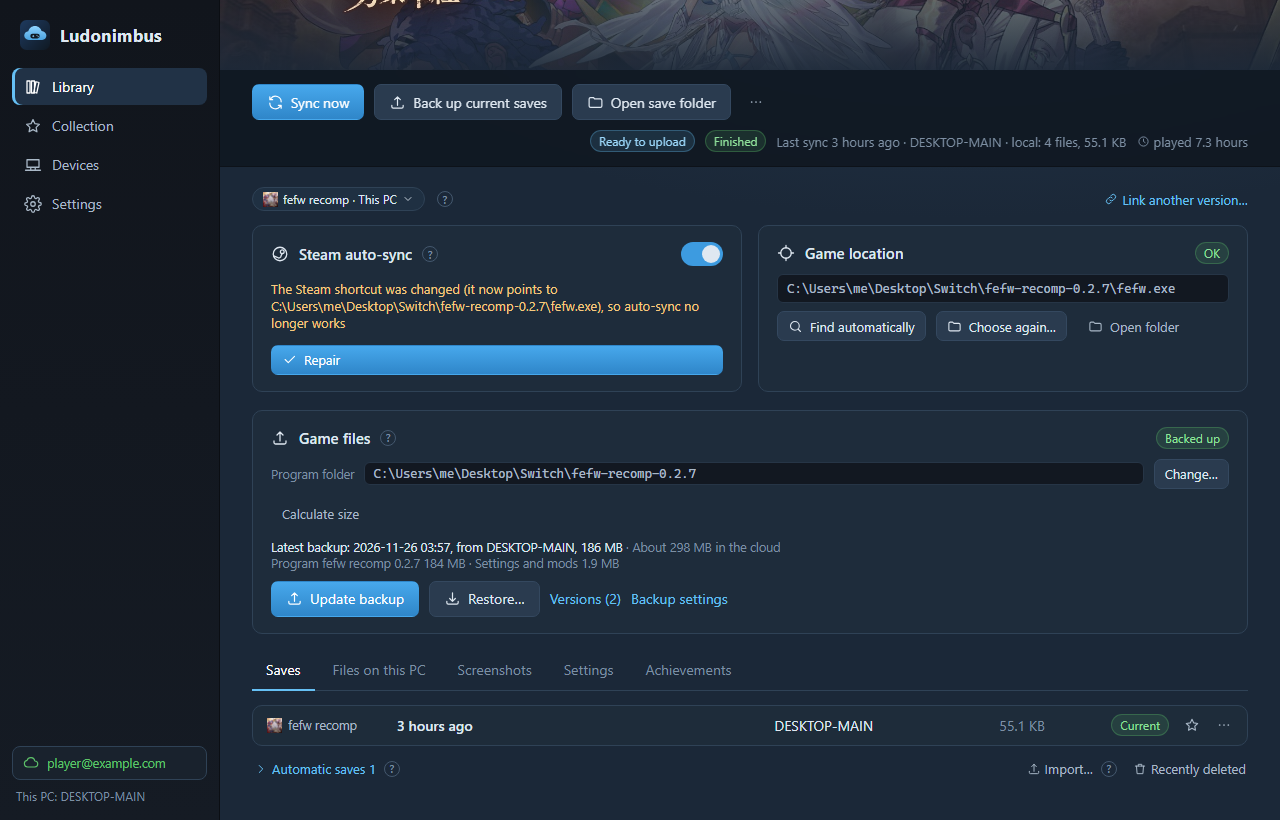 Ludonimbus
Library
Collection
Devices
Settings
player@example.com
This PC: DESKTOP-MAIN
Sync now
Back up current saves
Open save folder
...
Ready to upload
Finished
Last sync 3 hours ago · DESKTOP-MAIN · local: 4 files, 55.1 KB
played 7.3 hours
fefw recomp · This PC
?
Link another version...
Steam auto-sync
?
The Steam shortcut was changed (it now points to
C:\Users\me\Desktop\Switch\fefw-recomp-0.2.7\fefw.exe), so auto-sync no
longer works
Repair
Game location
OK
C:\Users\me\Desktop\Switch\fefw-recomp-0.2.7\fefw.exe
Find automatically
Choose again...
Open folder
Game files
?
Backed up
Program folder
C:\Users\me\Desktop\Switch\fefw-recomp-0.2.7
Change...
Calculate size
Latest backup: 2026-11-26 03:57, from DESKTOP-MAIN, 186 MB · About 298 MB in the cloud
Program fefw recomp 0.2.7 184 MB · Settings and mods 1.9 MB
Update backup
Restore...
Versions (2)
Backup settings
Saves
Files on this PC
Screenshots
Settings
Achievements
fefw recomp
3 hours ago
DESKTOP-MAIN
55.1 KB
Current
...
Automatic saves 1
?
Import...
?
Recently deleted